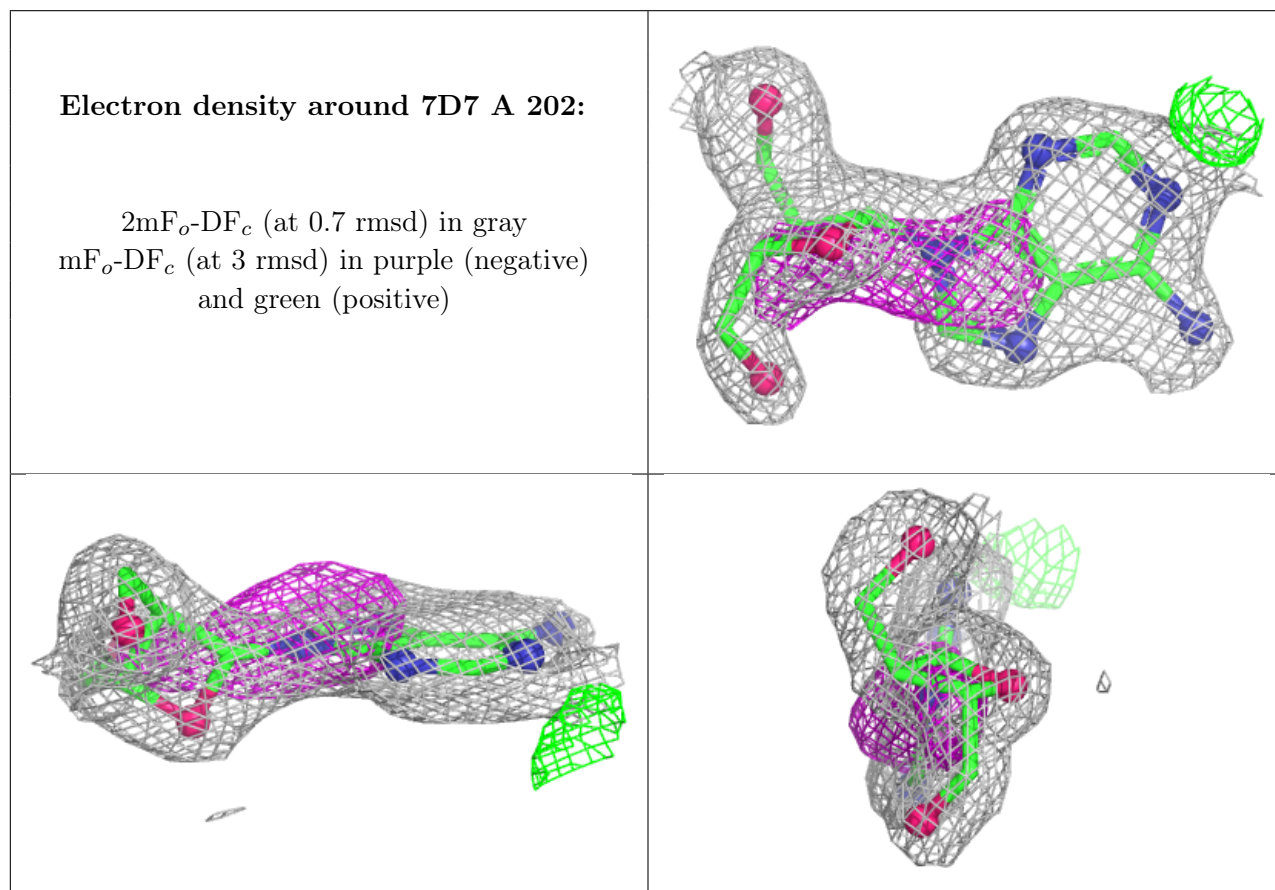 Electron density around 7D7 A 202:
2mFo-DFc (at 0.7 rmsd) in gray
mFo-DFc (at 3 rmsd) in purple (negative)
and green (positive)